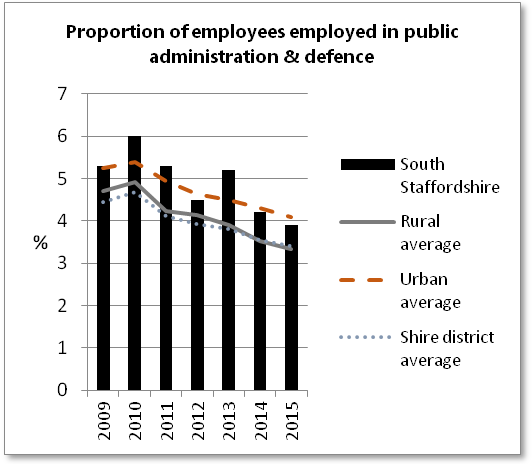 Proportion of employees employed in public
administration & defence
7
6
5
4
3
2
1
0
%
2009
2010
2011
2012
2013
2014
2015
South
Staffordshire
Rural
average
Urban
average
Shire district
average